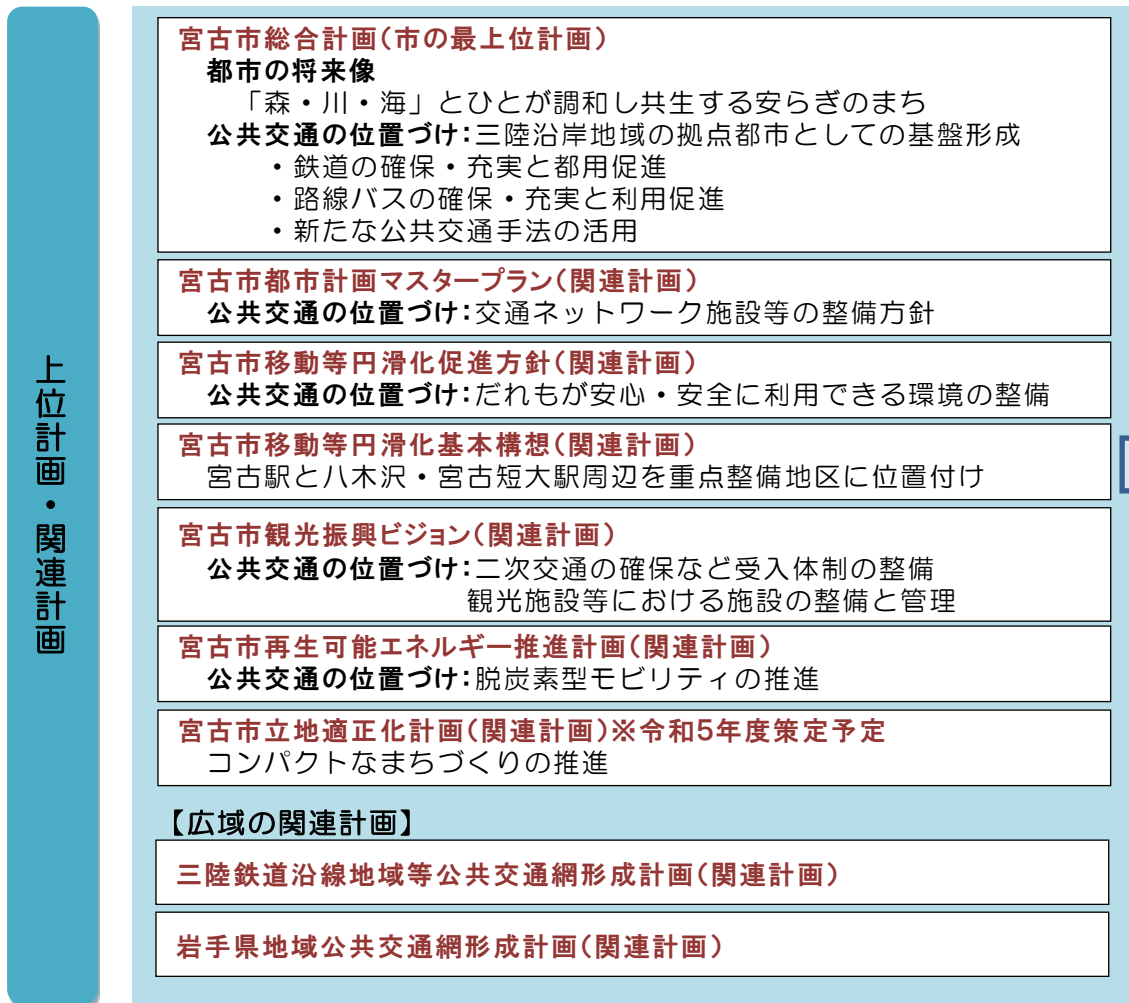 上位計画・関連計画
宮古市総合計画(市の最上位計画)
都市の将来像
「森・川・海」とひとが調和し共生する安らぎのまち
公共交通の位置づけ:三陸沿岸地域の拠点都市としての基盤形成
・鉄道の確保・充実と都用促進
・路線バスの確保・充実と利用促進
・新たな公共交通手法の活用
宮古市都市計画マスタープラン(関連計画)
公共交通の位置づけ:交通ネットワーク施設等の整備方針
宮古市移動等円滑化促進方針(関連計画)
公共交通の位置づけ:だれもが安心・安全に利用できる環境の整備
宮古市移動等円滑化基本構想(関連計画)
宮古駅と八木沢・宮古短大駅周辺を重点整備地区に位置付け
宮古市観光振興ビジョン(関連計画)
公共交通の位置づけ:二次交通の確保など受入体制の整備
観光施設等における施設の整備と管理
宮古市再生可能エネルギー推進計画(関連計画)
公共交通の位置づけ:脱炭素型モビリティの推進
宮古市立地適正化計画(関連計画)※令和5年度策定予定
コンパクトなまちづくりの推進
【広域の関連計画】
三陸鉄道沿線地域等公共交通網形成計画(関連計画)
岩手県地域公共交通網形成計画(関連計画)